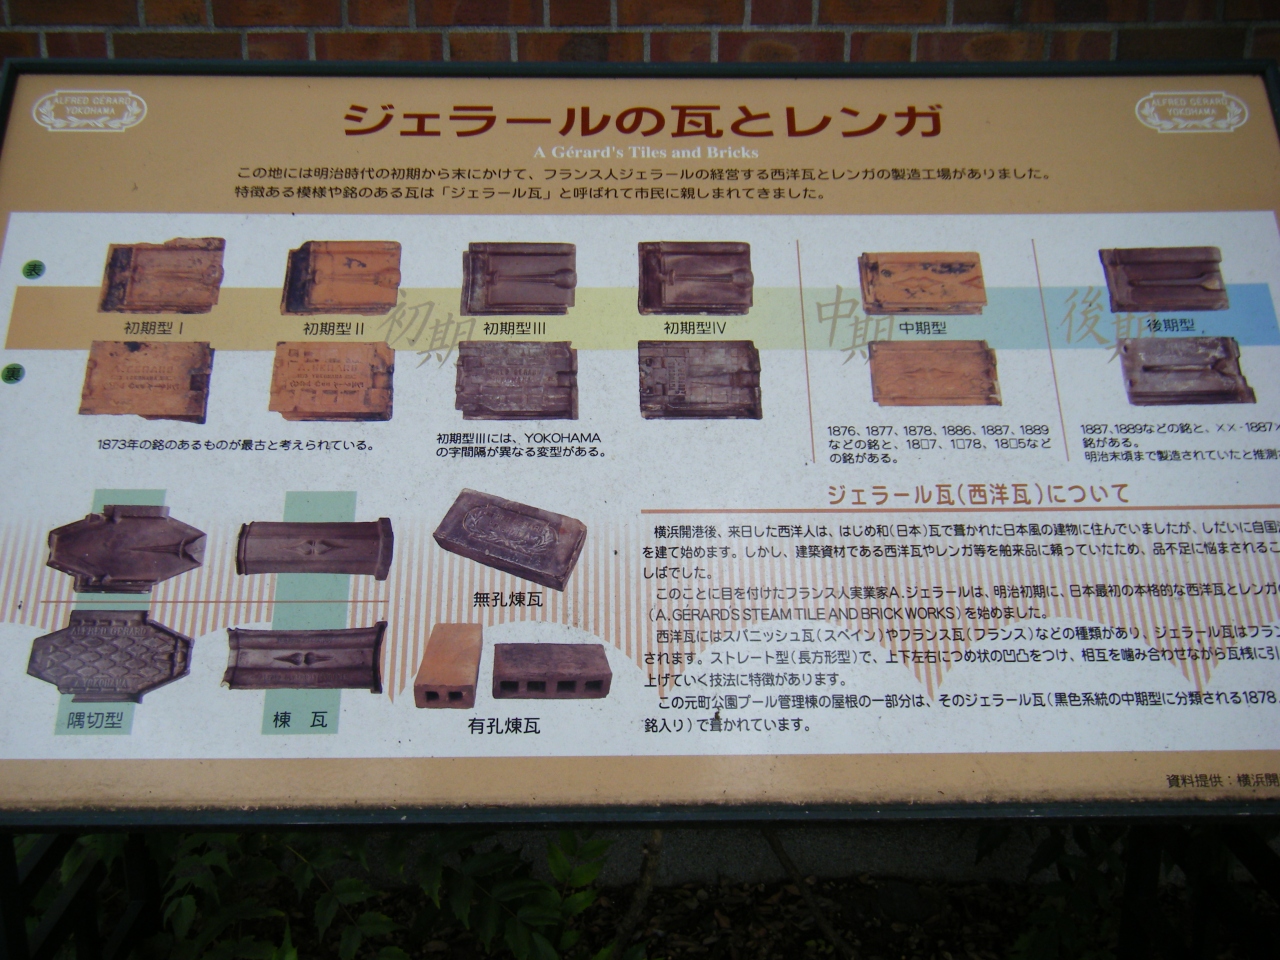 ALFRED GÉRARD
YOKOHAMA
ジェラールの瓦とレンガ
A Gérard's Tiles and Bricks
ALFRED GÉRARD
YOKOHAMA
この地には明治時代の初期から末にかけて、フランス人ジェラールの経営する西洋瓦とレンガの製造工場がありました。
特徴ある模様や銘のある瓦は「ジェラール瓦」と呼ばれて市民に親しまれてきました。
表
初期型Ⅰ
初期型Ⅱ
初期
初期型Ⅲ
初期型Ⅳ
中期
中期型
後期
後期型
裏
1873年の銘のあるものが最古と考えられている。
初期型Ⅲには、YOKOHAMA
の字間隔が異なる変型がある。
1876、1877、1878、1886、1887、1889
などの銘と、18□7、1□78、18□5など
の銘がある。
1887、1889などの銘と、××-1887×
銘がある。
明治末頃まで製造されていたと推測
隅切型
棟 瓦
無孔煉瓦
有孔煉瓦
ジェラール瓦(西洋瓦)について
横浜開港後、来日した西洋人は、はじめ和(日本)瓦で葺かれた日本風の建物に住んでいましたが、しだいに自国
を建て始めます。しかし、建築資材である西洋瓦やレンガ等を舶来品に頼っていたため、品不足に悩まされるこ
しばでした。
このことに目を付けたフランス人実業家A.ジェラールは、明治初期に、日本最初の本格的な西洋瓦とレンガの
(A.GÉRARD'S STEAM TILE AND BRICK WORKS)を始めました。
西洋瓦にはスパニッシュ瓦(スペイン)やフランス瓦(フランス)などの種類があり、ジェラール瓦はフラン
されます。ストレート型(長方形型)で、上下左右につめ状の凹凸をつけ、相互を噛み合わせながら瓦桟に引
上げていく技法に特徴があります。
この元町公園プール管理棟の屋根の一部分は、そのジェラール瓦(黒色系統の中期型に分類される1878
銘入り)で葺かれています。
資料提供：横浜開